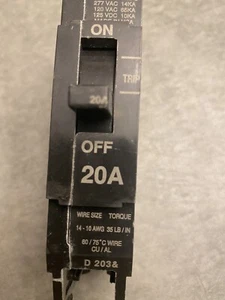 277 VAC 14KA
120 VAC 65KA
125 VDC 10KA
ON
TRIP
20A
OFF
20A
WIRE SIZE TORQUE
14-10 AWG 35 LB/IN
60/75°C WIRE
CU/AL
D 203&